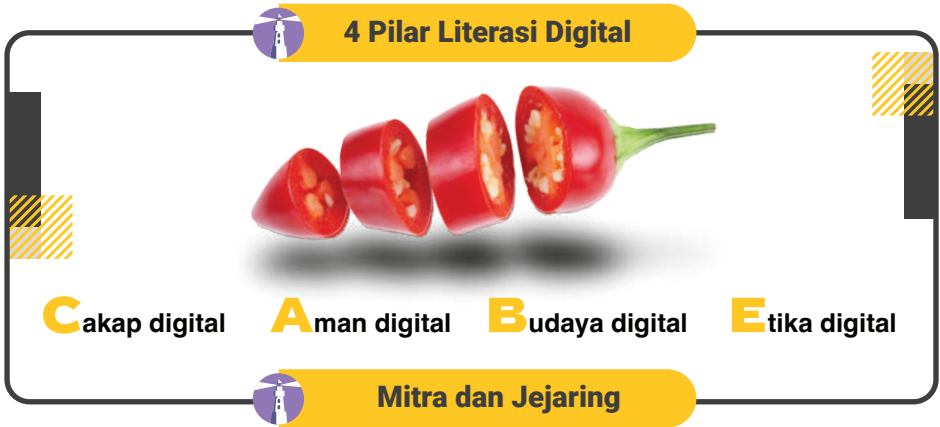 4 Pilar Literasi Digital
Cakap digital Aman digital Budaya digital Etika digital
Mitra dan Jejaring